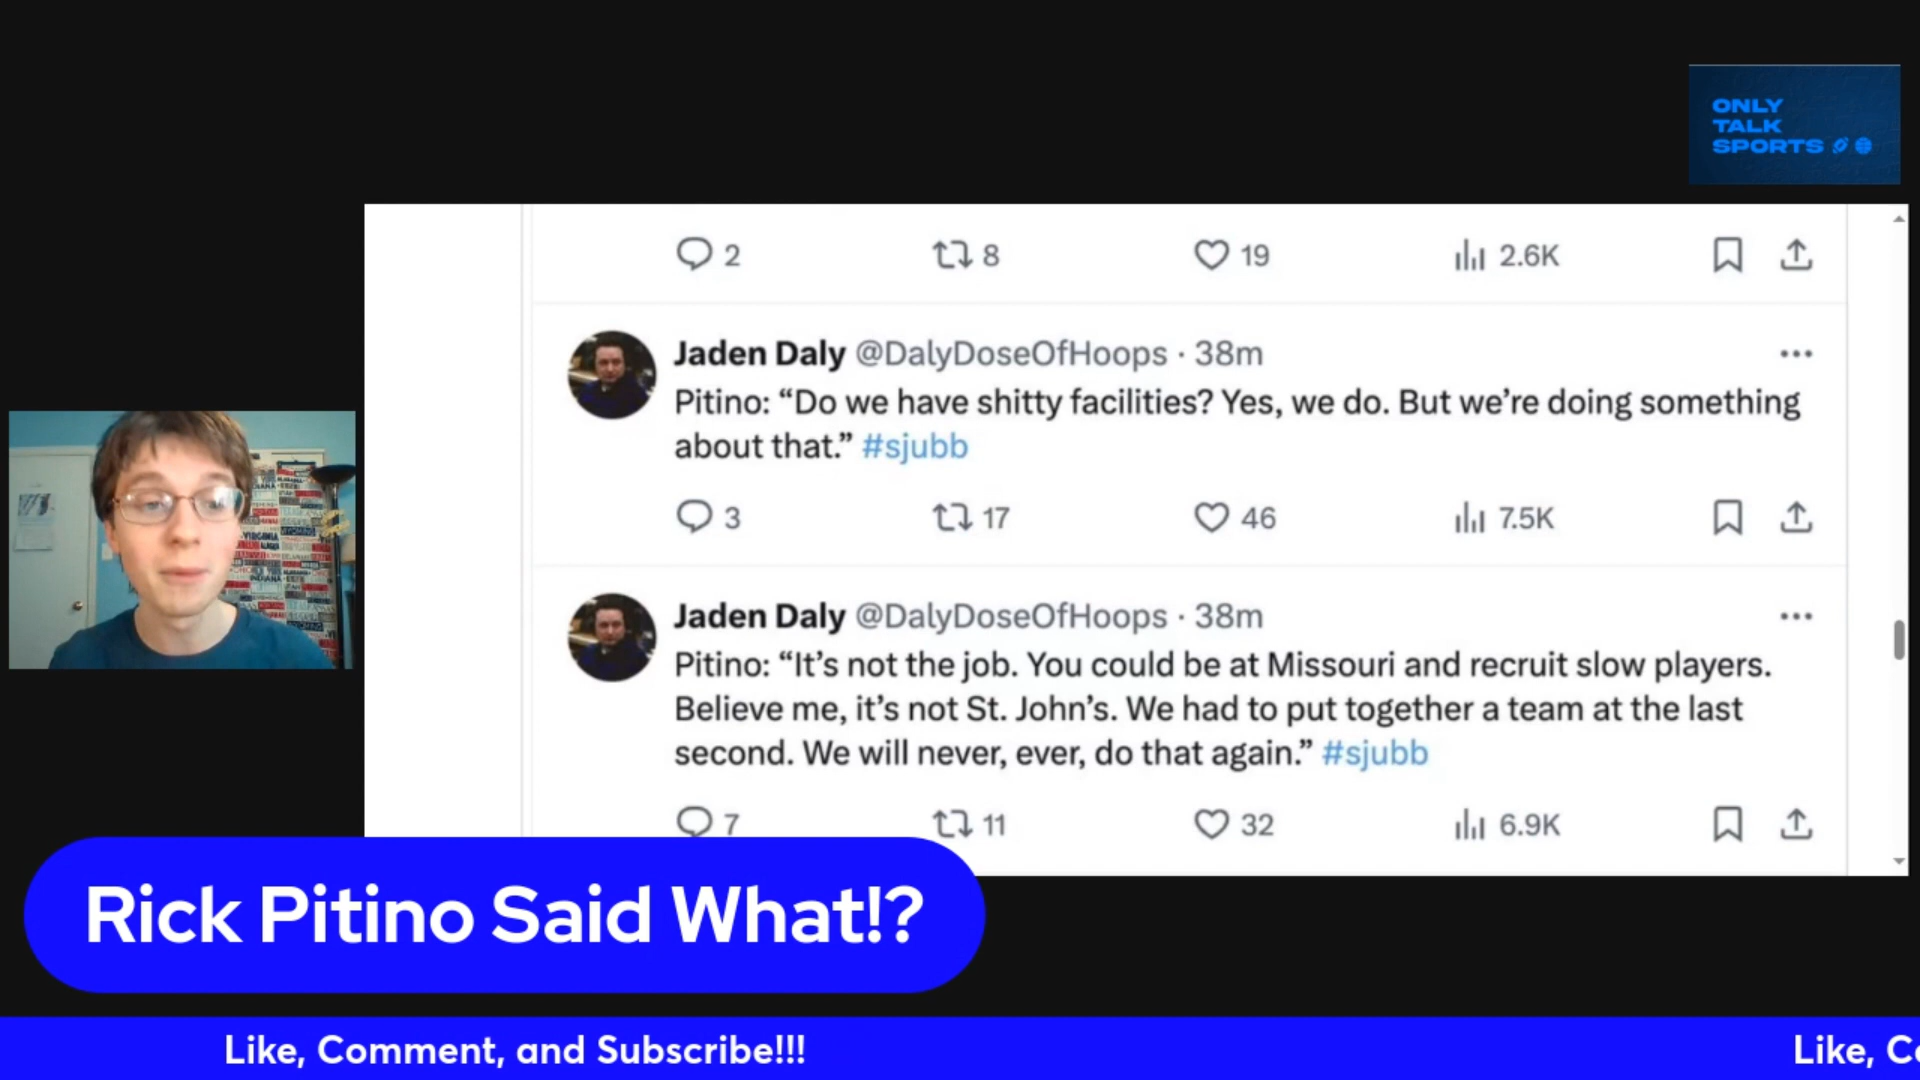 ONLY
TALK
SPORTS
2 8 19 2.6K
Jaden Daly @DalyDoseOfHoops · 38m
Pitino: “Do we have shitty facilities? Yes, we do. But we’re doing something
about that.” #sjubb
3 17 46 7.5K
Jaden Daly @DalyDoseOfHoops · 38m
Pitino: “It’s not the job. You could be at Missouri and recruit slow players.
Believe me, it’s not St. John’s. We had to put together a team at the last
second. We will never, ever, do that again.” #sjubb
7 11 32 6.9K
VIRGINIA
INDIANA
Rick Pitino Said What!?
Like, Comment, and Subscribe!!!
Like, C